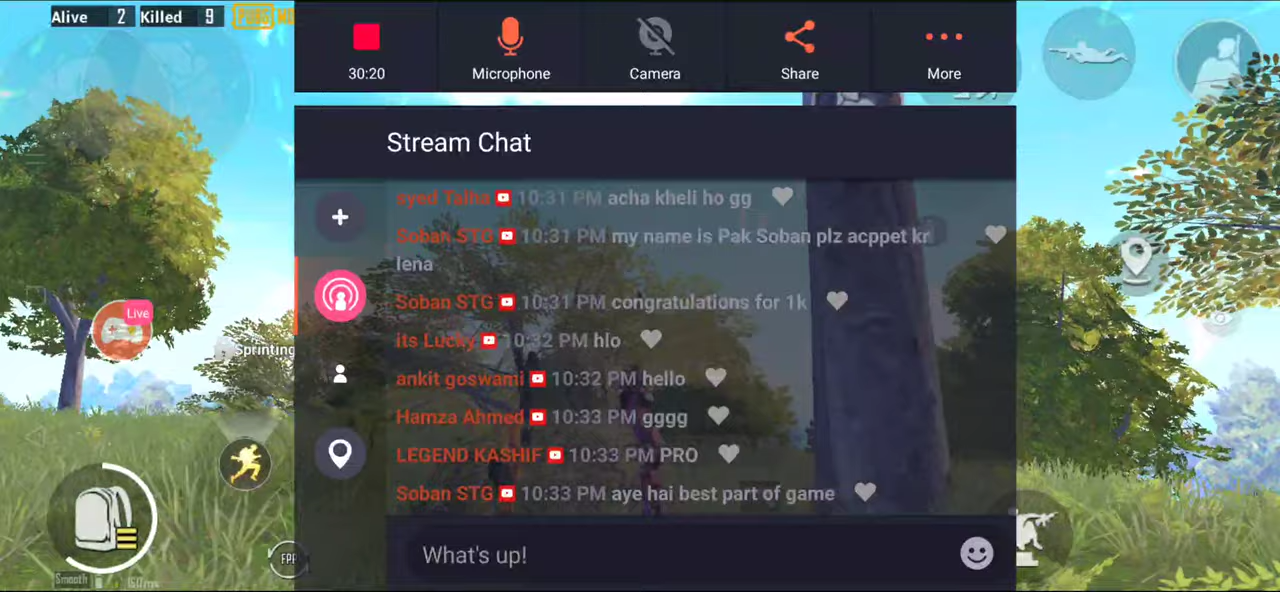 Alive 2 Killed 9
30:20
Microphone
Camera
Share
More
Stream Chat
syed Talha 10:31 PM acha kheli ho gg
Soban STG 10:31 PM my name is Pak Soban plz acppet kr
lena
Soban STG 10:31 PM congratulations for 1k
its Lucky 10:32 PM hlo
ankit goswami 10:32 PM hello
Hamza Ahmed 10:33 PM gggg
LEGEND KASHIF 10:33 PM PRO
Soban STG 10:33 PM aye hai best part of game
What's up!
Live
Sprinting
FPP
Smooth